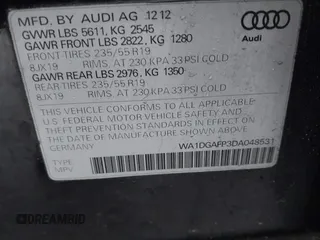 MFD. BY AUDI AG 12 12
GVWR LBS 5611, KG 2545
GAWR FRONT LBS 2822, KG 1280
FRONT-TIRES 235/55 R19
8JX19 RIMS. AT 230 KPA/33 PSI COLD
GAWR REAR LBS 2976, KG 1350
REAR-TIRES 235/55 R19
8JX19 RIMS. AT 230 KPA/33 PSI COLD
THIS VEHICLE CONFORMS TO ALL APPLICABLE
U.S.FEDERAL MOTOR VEHICLE SAFETY, BUMPER,
AND THEFT PREVENTION STANDARDS IN EFFECT ON
THE DATE OF MANUFACTURE SHOWN ABOVE
GERMANY
WA1DGAFP3DA048531
TYPE:
MPV
Audi
DREAMBID.COM